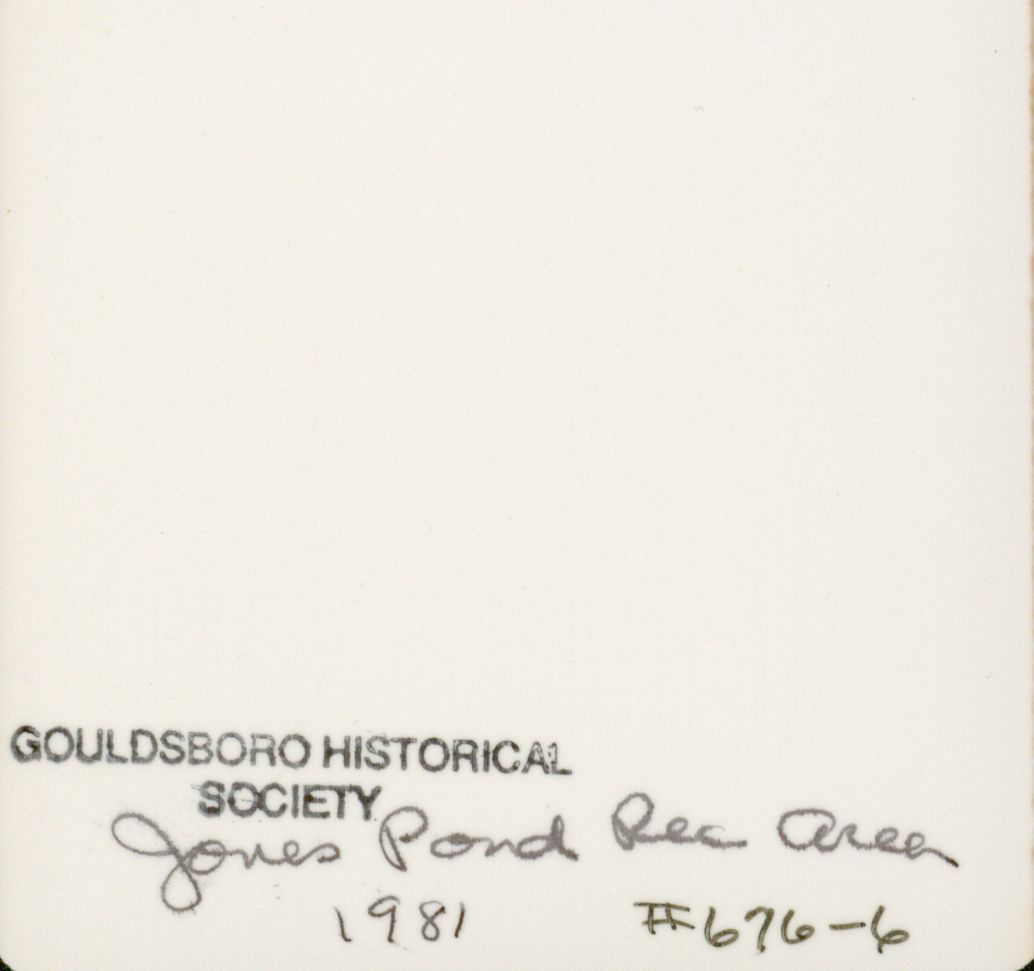 GOULDSBORO HISTORICAL
SOCIETY
Jones Pond Rec Area
1981 #676-6